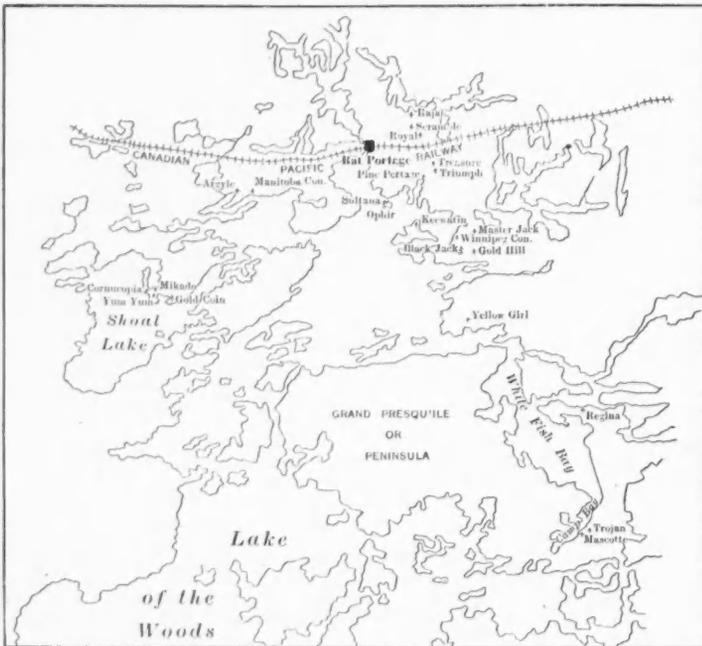 Rajah
Scramble
Royal
CANADIAN
PACIFIC
Rat Portage
RAILWAY
Pine Portage
Treasure
Triumph
Argyle
Manitoba Con.
Sultana
Ophir
Keewatin
Master Jack
Winnipeg Con.
Black Jack
Gold Hill
Cornucopia
Mikado
Yum Yum
Gold Coin
Shoal
Lake
Yellow Girl
White Fish Bay
GRAND PRESQU'ILE
OR
PENINSULA
Regina
Camp Bay
Trojan
Mascotte
Lake
of the
Woods